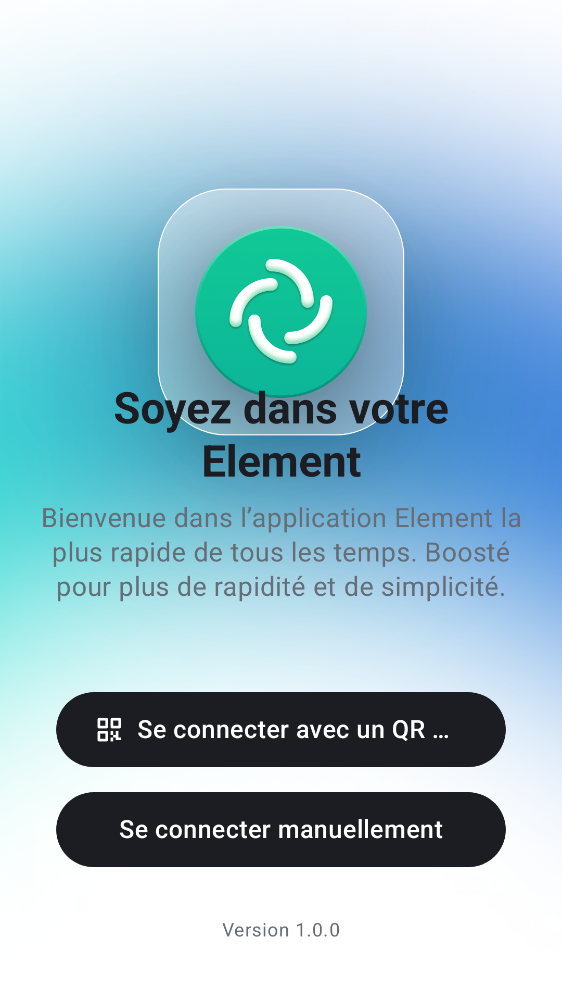 Soyez dans votre
Element
Bienvenue dans l’application Element la
plus rapide de tous les temps. Boosté
pour plus de rapidité et de simplicité.
Se connecter avec un QR …
Se connecter manuellement
Version 1.0.0